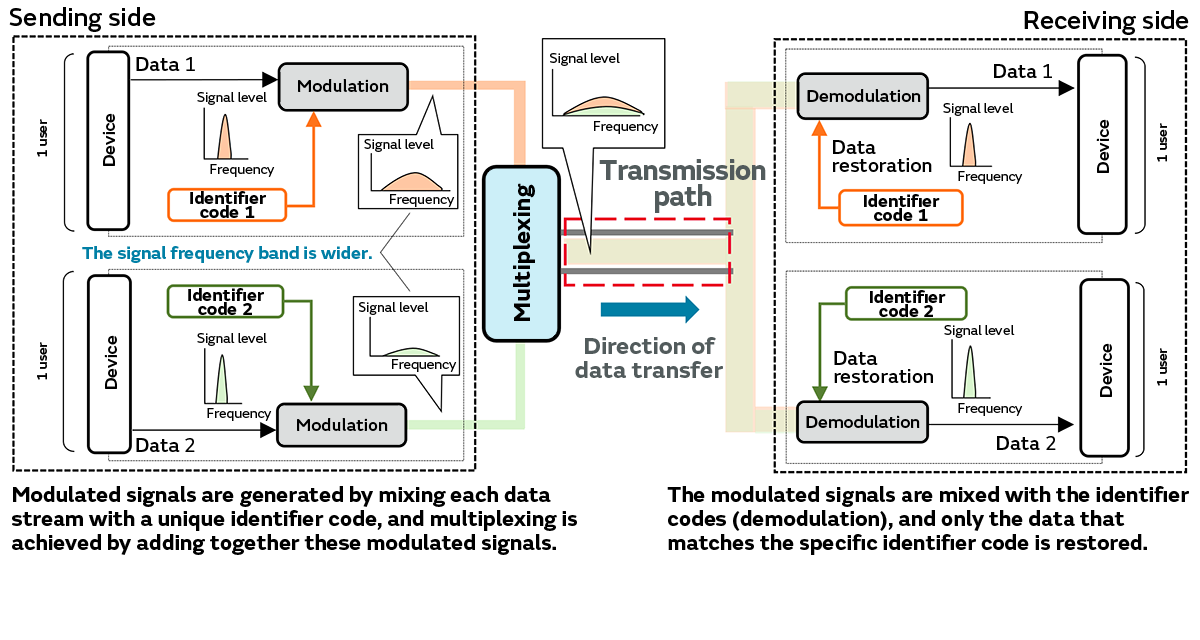 Sending side
Receiving side
1 user
Device
Data 1
Modulation
Signal level
Frequency
Identifier
code 1
Signal level
Frequency
The signal frequency band is wider.
1 user
Device
Identifier
code 2
Signal level
Frequency
Data 2
Modulation
Signal level
Frequency
Multiplexing
Signal level
Frequency
Transmission
path
Direction of
data transfer
Demodulation
Data 1
Signal level
Frequency
Data
restoration
Identifier
code 1
Device
1 user
Identifier
code 2
Signal level
Frequency
Data
restoration
Demodulation
Data 2
Device
1 user
Modulated signals are generated by mixing each data
stream with a unique identifier code, and multiplexing is
achieved by adding together these modulated signals.
The modulated signals are mixed with the identifier
codes (demodulation), and only the data that
matches the specific identifier code is restored.